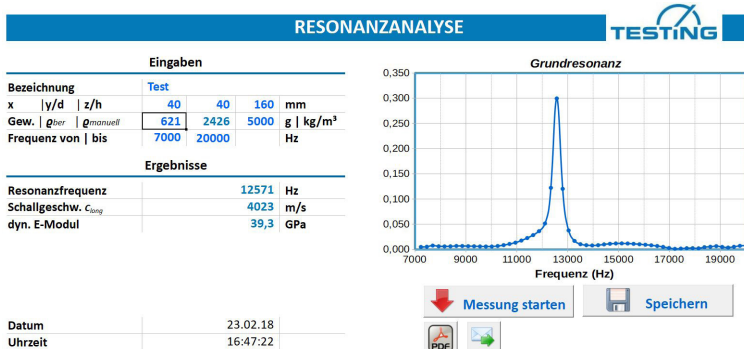 RESONANZANALYSE
TESTING
Eingaben
Bezeichnung Test
x |y/d | z/h 40 40 160 mm
Gew. | ϱber | ϱmanuell 621 2426 5000 g | kg/m³
Frequenz von | bis 7000 20000 Hz
Ergebnisse
Resonanzfrequenz 12571 Hz
Schallgeschw. clong 4023 m/s
dyn. E-Modul 39,3 GPa
Datum 23.02.18
Uhrzeit 16:47:22
Grundresonanz
0,350
0,300
0,250
0,200
0,150
0,100
0,050
0,000
7000 9000 11000 13000 15000 17000 19000
Frequenz (Hz)
Messung starten
Speichern
PDF